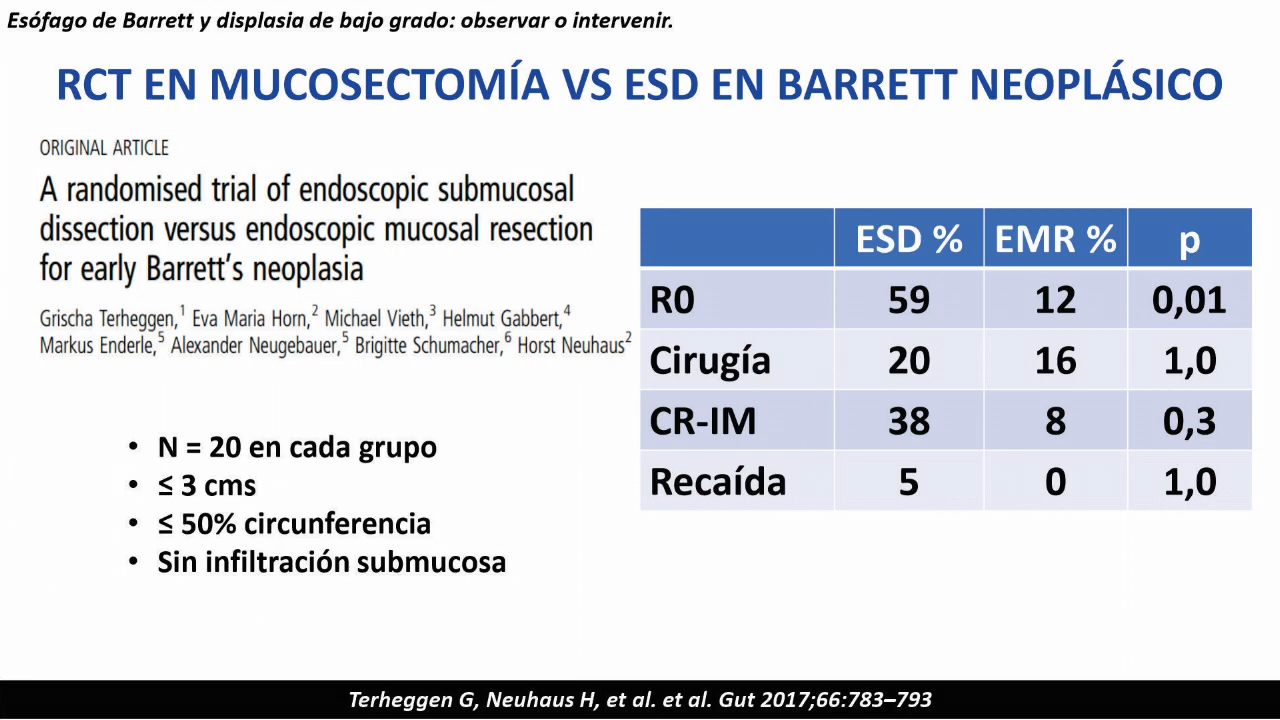 Esófago de Barrett y displasia de bajo grado: observar o intervenir.
RCT EN MUCOSECTOMÍA VS ESD EN BARRETT NEOPLÁSICO
ORIGINAL ARTICLE
A randomised trial of endoscopic submucosal
dissection versus endoscopic mucosal resection
for early Barrett's neoplasia
Grischa Terheggen,1 Eva Maria Horn,2 Michael Vieth,3 Helmut Gabbert,4
Markus Enderle,5 Alexander Neugebauer,5 Brigitte Schumacher,6 Horst Neuhaus2
• N = 20 en cada grupo
• ≤ 3 cms
• ≤ 50% circunferencia
• Sin infiltración submucosa
ESD % EMR % p
R0 59 12 0,01
Cirugía 20 16 1,0
CR-IM 38 8 0,3
Recaída 5 0 1,0
Terheggen G, Neuhaus H, et al. et al. Gut 2017;66:783–793